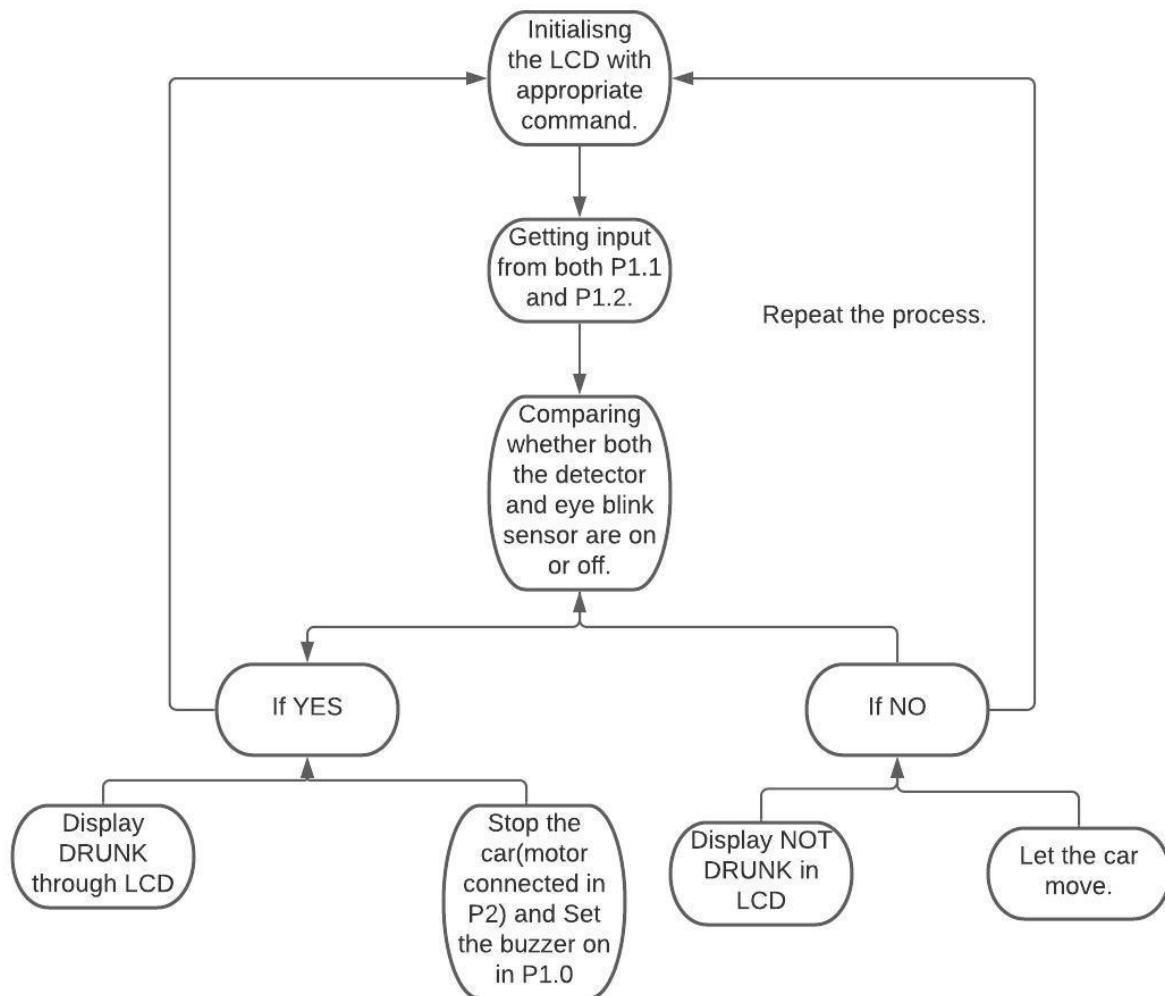 Initialisng
the LCD with
appropriate
command.
Getting input
from both P1.1
and P1.2.
Repeat the process.
Comparing
whether both
the detector
and eye blink
sensor are on
or off.
If YES
If NO
Display
DRUNK
through LCD
Stop the
car(motor
connected in
P2) and Set
the buzzer on
in P1.0
Display NOT
DRUNK in
LCD
Let the car
move.